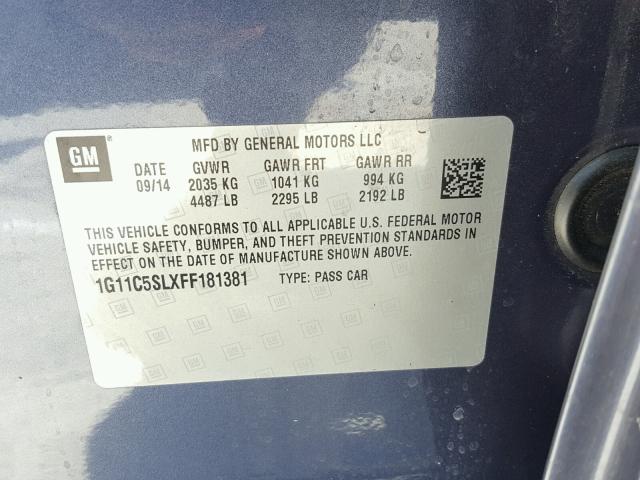 GM
MFD BY GENERAL MOTORS LLC
DATE GVWR GAWR FRT GAWR RR
09/14 2035 KG 1041 KG 994 KG
4487 LB 2295 LB 2192 LB
THIS VEHICLE CONFORMS TO ALL APPLICABLE U.S. FEDERAL MOTOR
VEHICLE SAFETY, BUMPER, AND THEFT PREVENTION STANDARDS IN
EFFECT ON THE DATE OF MANUFACTURE SHOWN ABOVE.
1G11C5SLXFF181381 TYPE: PASS CAR